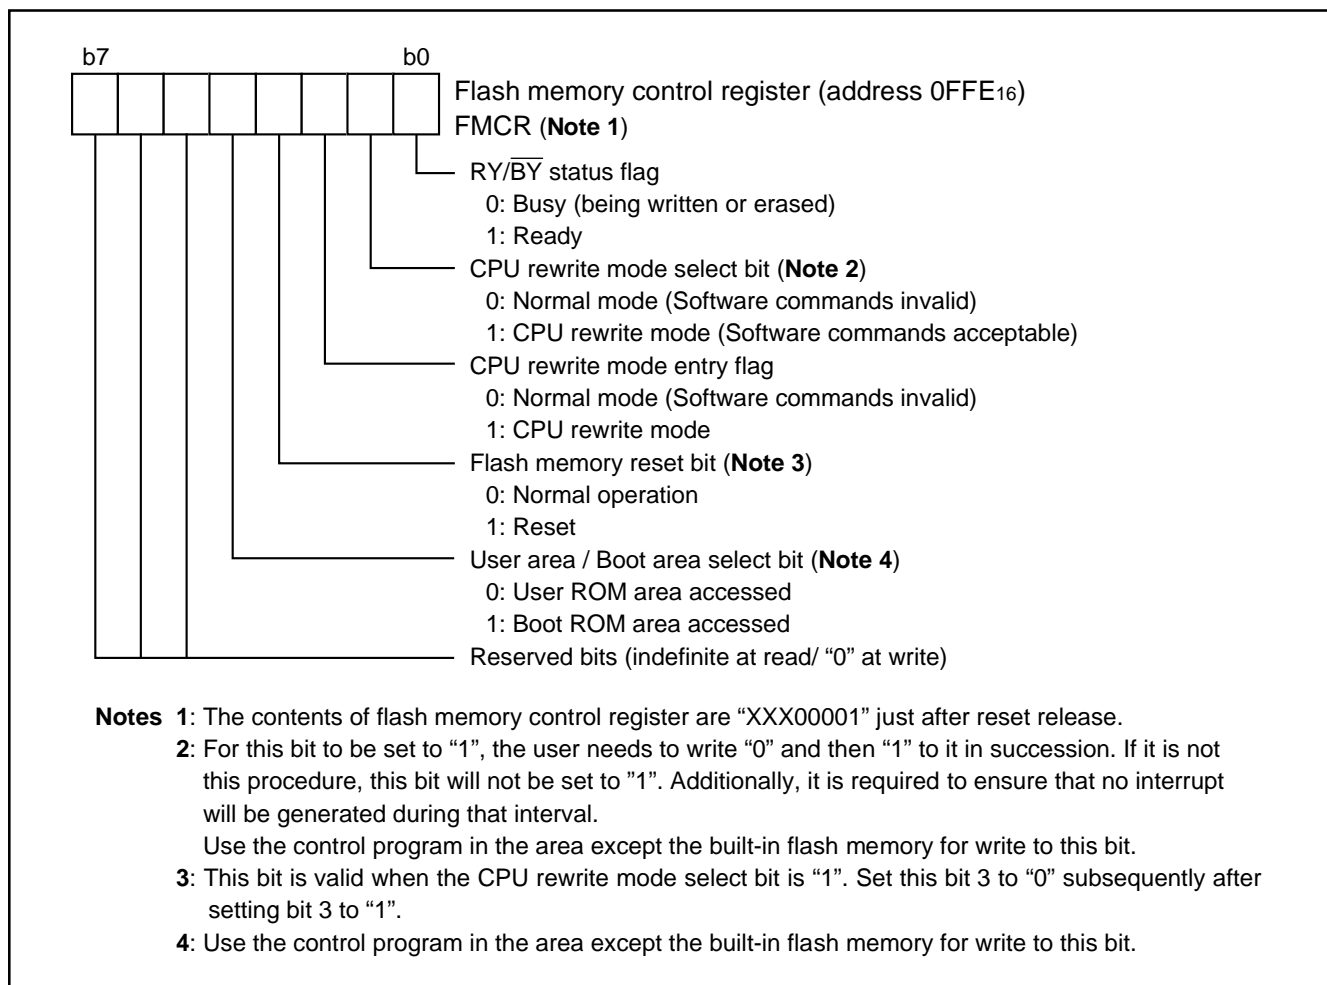 b7 b0
Flash memory control register (address 0FFE16)
FMCR (Note 1)
RY/B̅Y̅ status flag
0: Busy (being written or erased)
1: Ready
CPU rewrite mode select bit (Note 2)
0: Normal mode (Software commands invalid)
1: CPU rewrite mode (Software commands acceptable)
CPU rewrite mode entry flag
0: Normal mode (Software commands invalid)
1: CPU rewrite mode
Flash memory reset bit (Note 3)
0: Normal operation
1: Reset
User area / Boot area select bit (Note 4)
0: User ROM area accessed
1: Boot ROM area accessed
Reserved bits (indefinite at read/ “0” at write)
Notes 1: The contents of flash memory control register are “XXX00001” just after reset release.
2: For this bit to be set to “1”, the user needs to write “0” and then “1” to it in succession. If it is not
this procedure, this bit will not be set to ”1”. Additionally, it is required to ensure that no interrupt
will be generated during that interval.
Use the control program in the area except the built-in flash memory for write to this bit.
3: This bit is valid when the CPU rewrite mode select bit is “1”. Set this bit 3 to “0” subsequently after
setting bit 3 to “1”.
4: Use the control program in the area except the built-in flash memory for write to this bit.